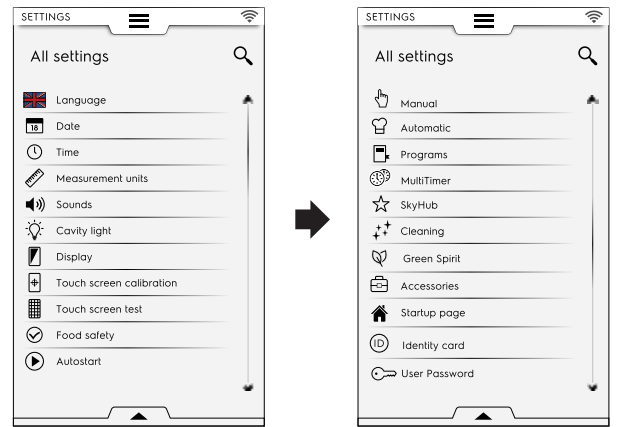 SETTINGS
All settings
Language
18
Date
Time
Measurement units
Sounds
Cavity light
Display
Touch screen calibration
Touch screen test
Food safety
Autostart
SETTINGS
All settings
Manual
Automatic
Programs
MultiTimer
SkyHub
Cleaning
Green Spirit
Accessories
Startup page
ID
Identity card
User Password